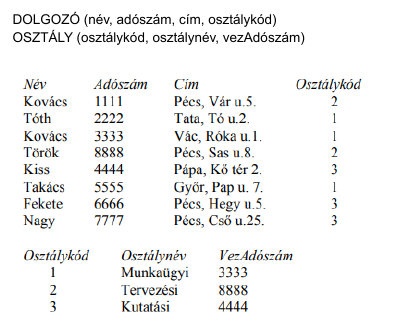 DOLGOZÓ (név, adószám, cím, osztálykód)
OSZTÁLY (osztálykód, osztálynév, vezAdószám)
Név Adószám Cím Osztálykód
Kovács 1111 Pécs, Vár u.5. 2
Tóth 2222 Tata, Tó u.2. 1
Kovács 3333 Vác, Róka u.1. 1
Török 8888 Pécs, Sas u.8. 2
Kiss 4444 Pápa, Kő tér 2. 3
Takács 5555 Győr, Pap u. 7. 1
Fekete 6666 Pécs, Hegy u.5. 3
Nagy 7777 Pécs, Cső u.25. 3
Osztálykód Osztálynév VezAdószám
1 Munkaügyi 3333
2 Tervezési 8888
3 Kutatási 4444